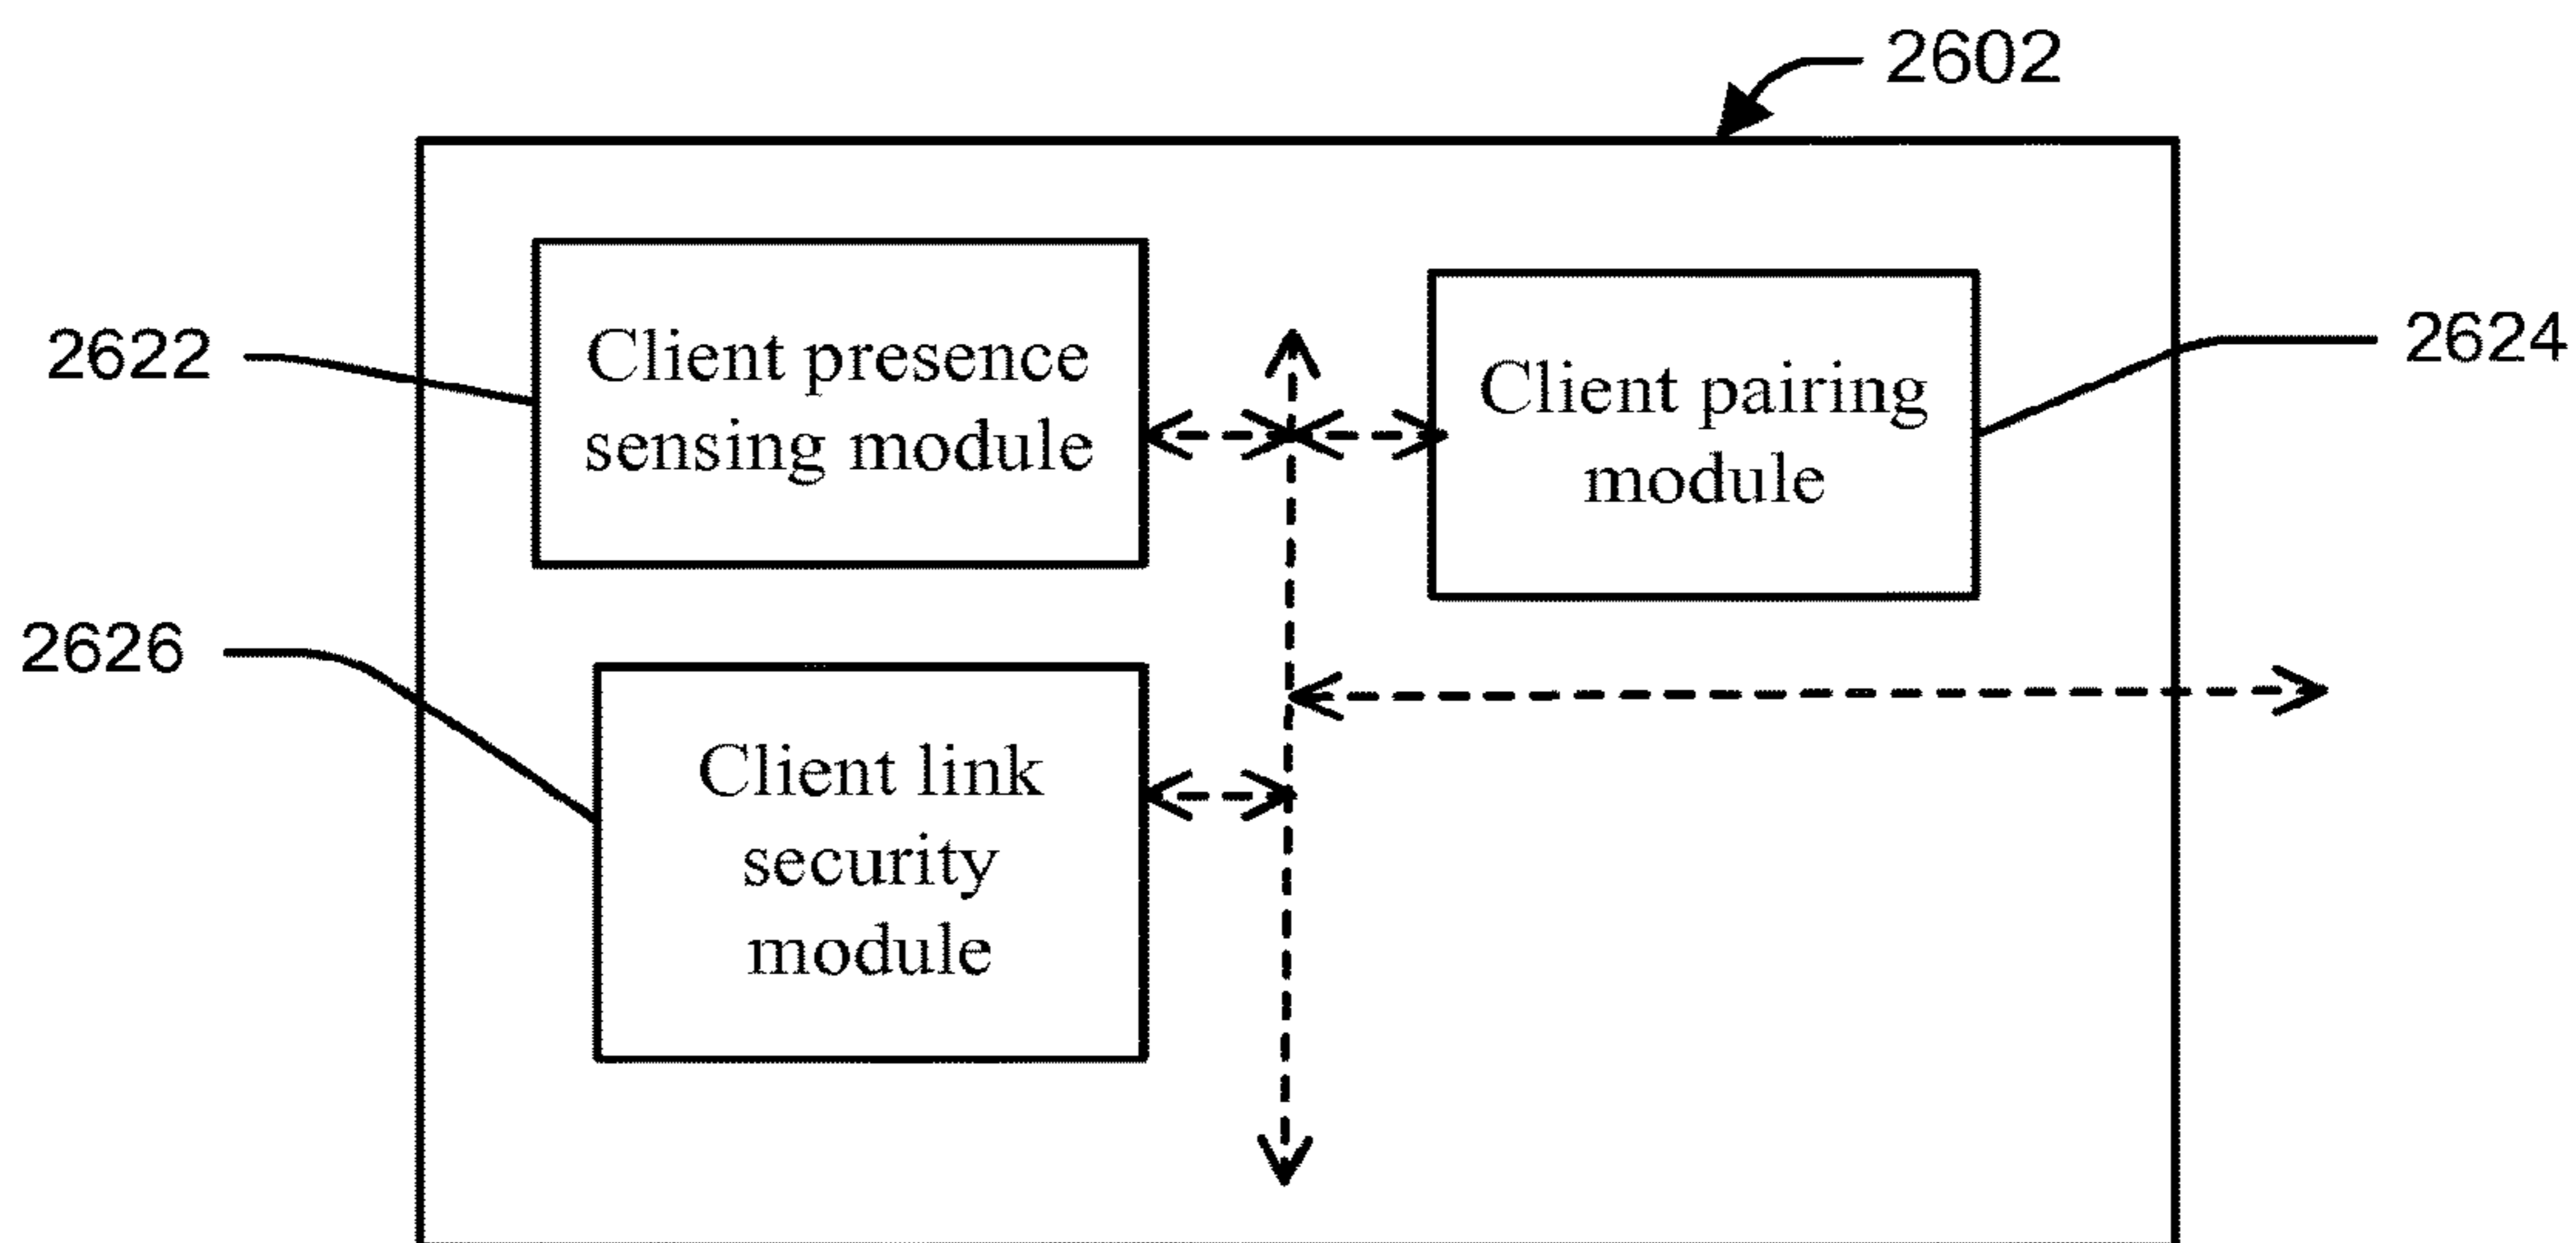 2602
2622
Client presence
sensing module
Client pairing
module
2624
2626
Client link
security
module